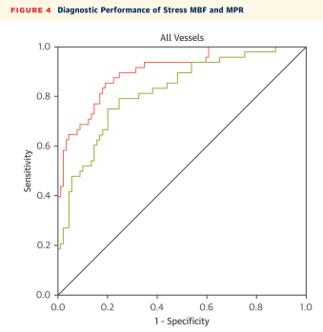 FIGURE 4 Diagnostic Performance of Stress MBF and MPR
All Vessels
1.0
0.8
0.6
0.4
0.2
0.0
Sensitivity
0.0 0.2 0.4 0.6 0.8 1.0
1 - Specificity